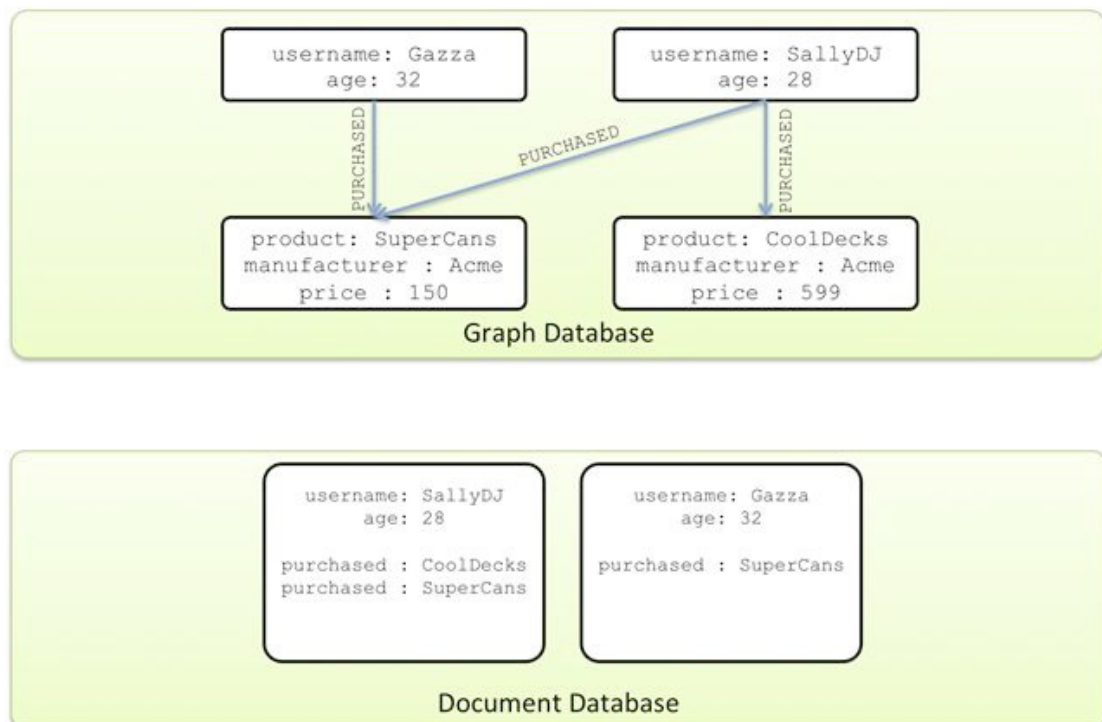 username: Gazza
age: 32
username: SallyDJ
age: 28
PURCHASED
PURCHASED
PURCHASED
product: SuperCans
manufacturer : Acme
price : 150
product: CoolDecks
manufacturer : Acme
price : 599
Graph Database
username: SallyDJ
age: 28
purchased : CoolDecks
purchased : SuperCans
username: Gazza
age: 32
purchased : SuperCans
Document Database